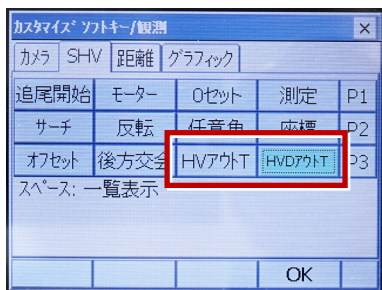 カスタマイズ ソフトキー/観測 ×
カメラ SHV 距離 グラフィック
追尾開始 モーター 0セット 測定 P1
サーチ 反転 任意角 座標 P2
オフセット 後方交会 HVアウトT HVDアウトT P3
スペース: 一覧表示
OK